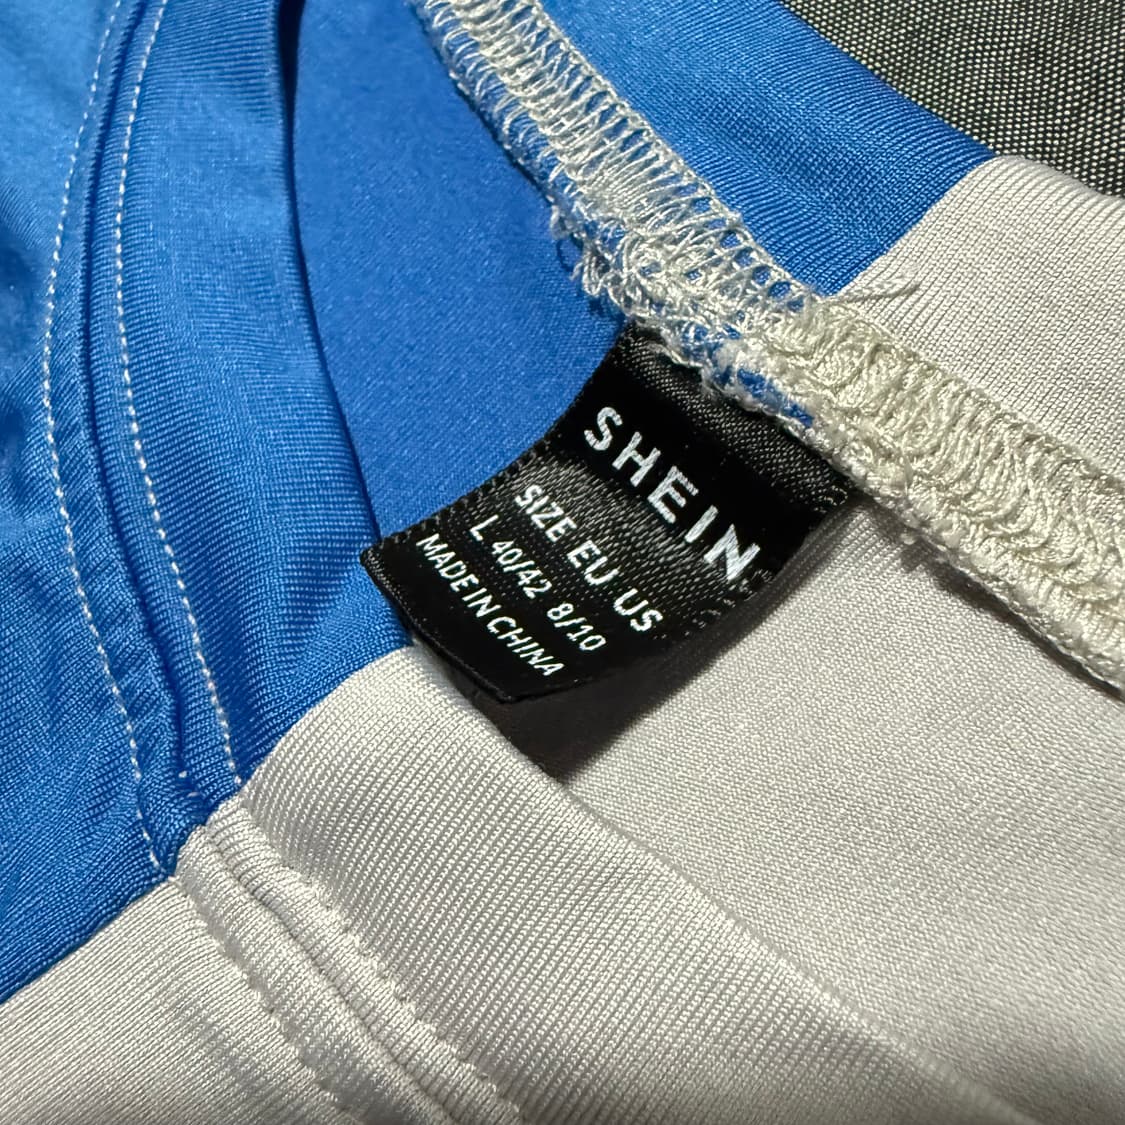 SHEIN
SIZE EU US
L 40/42 8/10
MADE IN CHINA